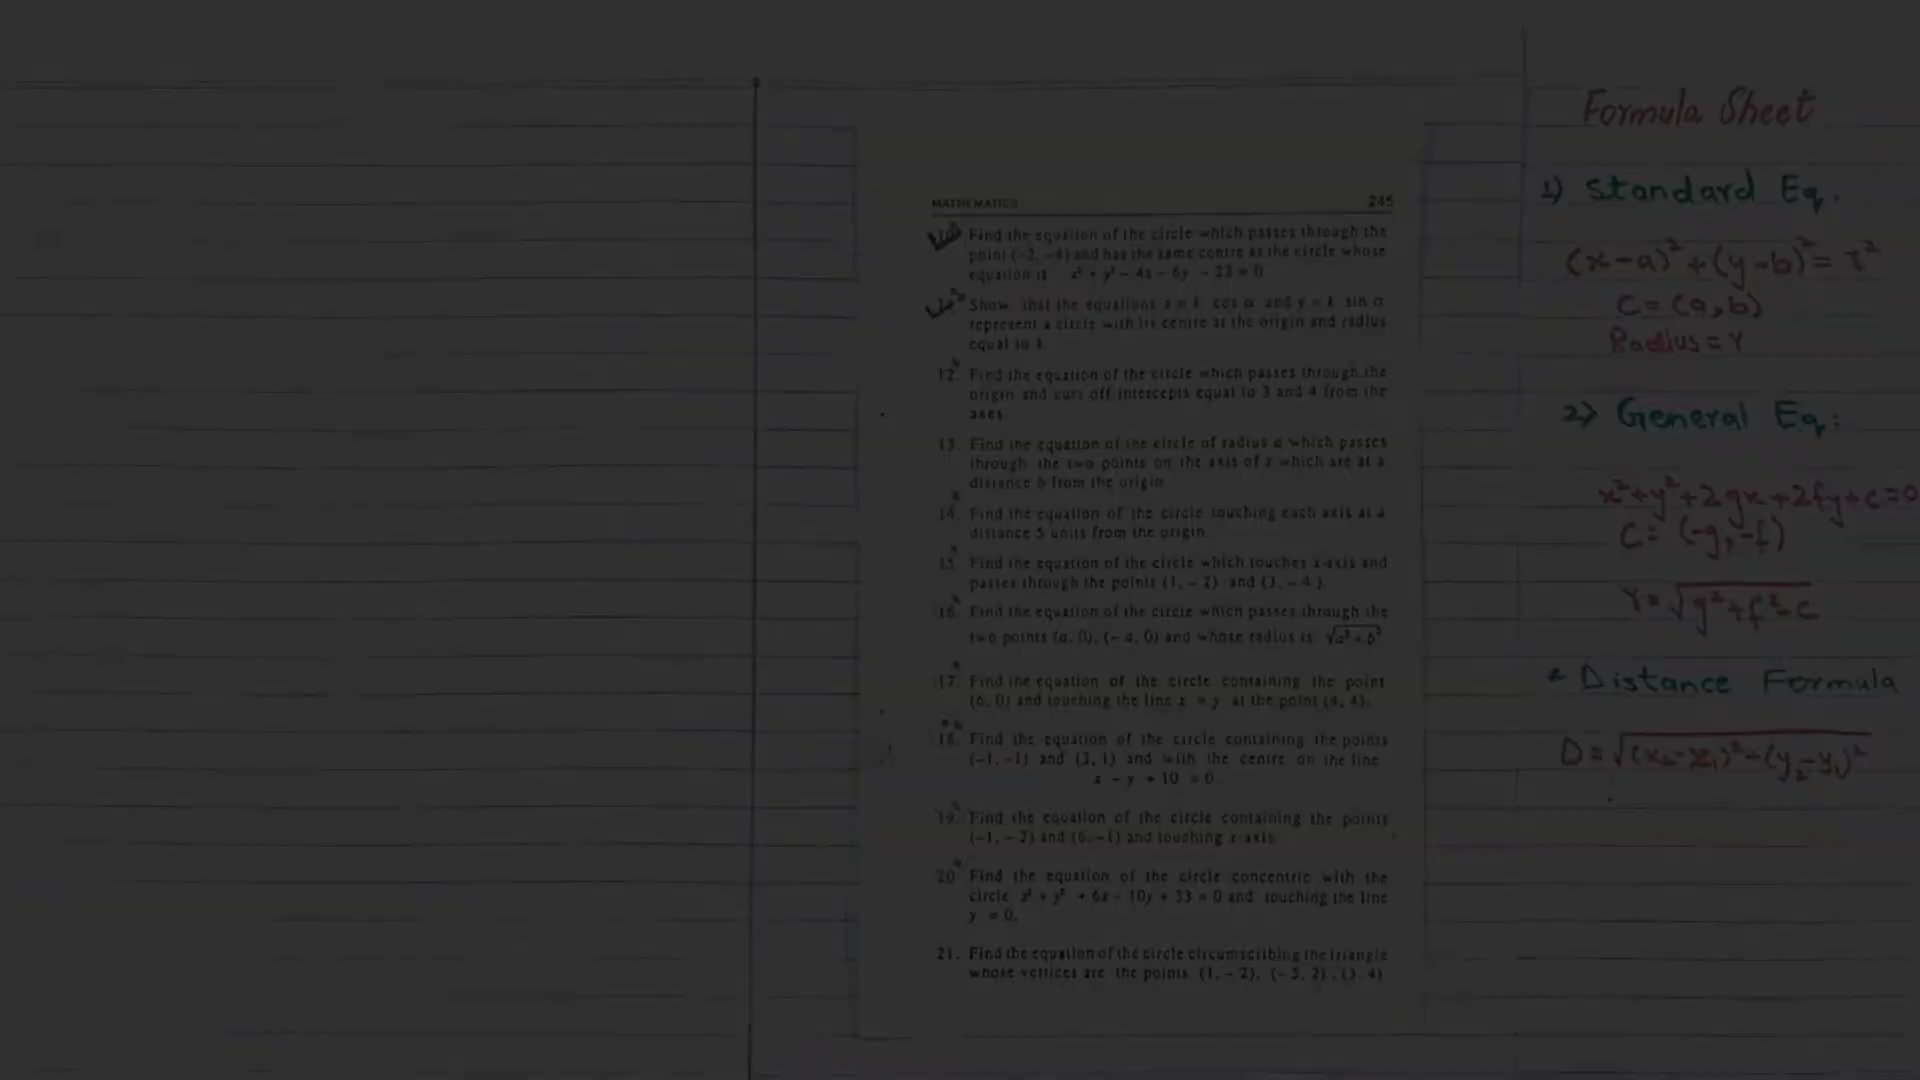 MATHEMATICS 245
10. Find the equation of the circle which passes through the
point (-2, -4) and has the same centre as the circle whose
equation is x² + y² - 4x - 6y - 23 = 0
Show that the equations x = k cos α and y = k sin α
represent a circle with its centre at the origin and radius
equal to k
12. Find the equation of the circle which passes through the
origin and cuts off intercepts equal to 3 and 4 from the
axes
13. Find the equation of the circle of radius a which passes
through the two points on the axis of x which are at a
distance b from the origin
14. Find the equation of the circle touching each axis at a
distance 5 units from the origin
15. Find the equation of the circle which touches x-axis and
passes through the points (1, -2) and (3, -4)
16. Find the equation of the circle which passes through the
two points (a, 0), (-a, 0) and whose radius is √a² + b²
17. Find the equation of the circle containing the point
(6, 0) and touching the line x = y at the point (4, 4).
18. Find the equation of the circle containing the points
(-1, -1) and (3, 1) and with the centre on the line
x - y + 10 = 0.
19. Find the equation of the circle containing the points
(-1, -2) and (6, -1) and touching x-axis
20. Find the equation of the circle concentric with the
circle x² + y² + 6x - 10y + 33 = 0 and touching the line
y = 0.
21. Find the equation of the circle circumscribing the triangle
whose vertices are the points (1, -2), (-5, 2), (3, 4)
Formula Sheet
1) Standard Eq.
(x-a)²+(y-b)²= r²
C=(a,b)
Radius=r
2) General Eq:
x²+y²+2gx+2fy+c=0
C=(-g,-f)
r=√g²+f²-c
* Distance Formula
D=√(x₂-x₁)²-(y₂-y₁)²